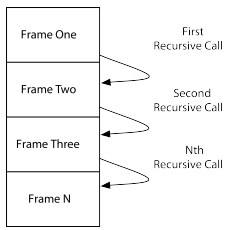 Frame One
First
Recursive Call
Frame Two
Second
Recursive Call
Frame Three
Nth
Recursive Call
Frame N